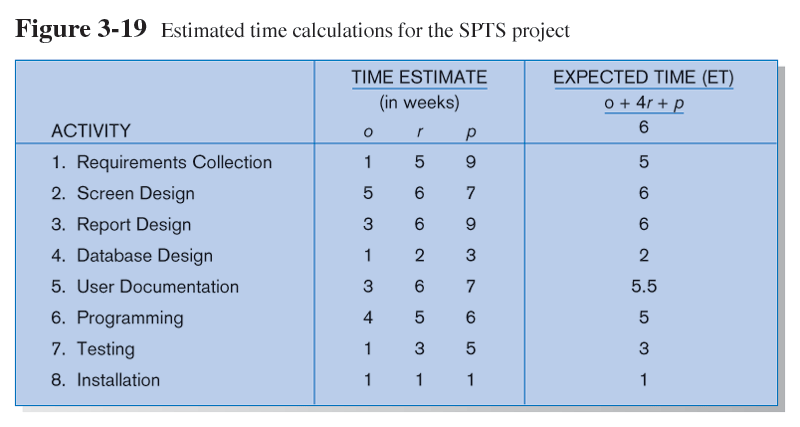 Figure 3-19 Estimated time calculations for the SPTS project
TIME ESTIMATE EXPECTED TIME (ET)
(in weeks) o + 4r + p
ACTIVITY o r p 6
1. Requirements Collection 1 5 9 5
2. Screen Design 5 6 7 6
3. Report Design 3 6 9 6
4. Database Design 1 2 3 2
5. User Documentation 3 6 7 5.5
6. Programming 4 5 6 5
7. Testing 1 3 5 3
8. Installation 1 1 1 1